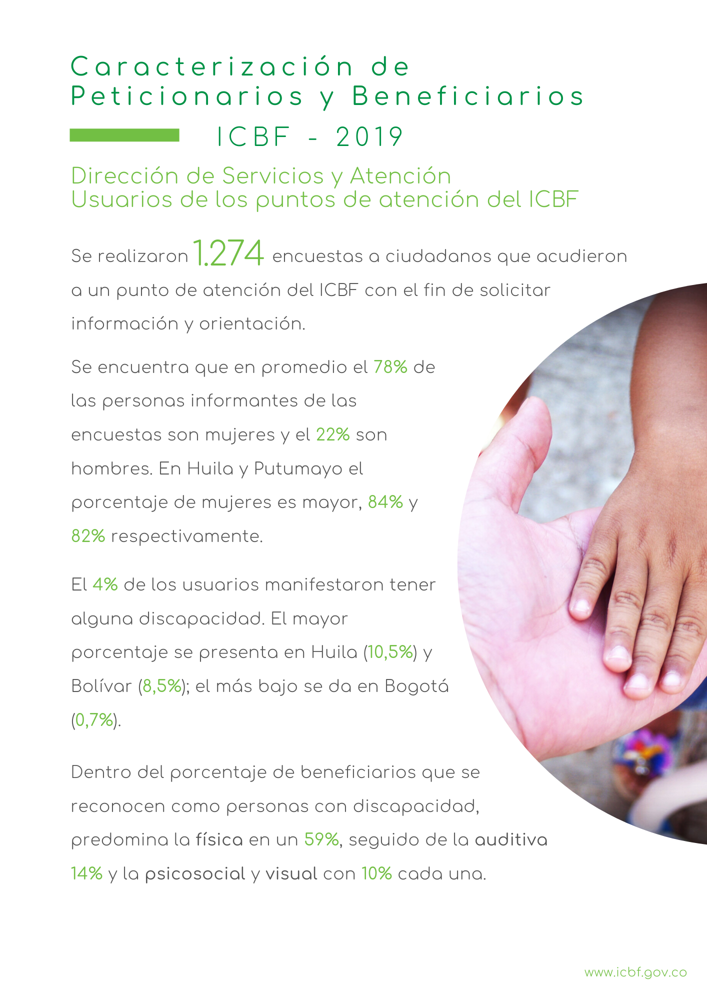 Caracterización de
Peticionarios y Beneficiarios
ICBF - 2019
Dirección de Servicios y Atención
Usuarios de los puntos de atención del ICBF
Se realizaron 1.274 encuestas a ciudadanos que acudieron
a un punto de atención del ICBF con el fin de solicitar
información y orientación.
Se encuentra que en promedio el 78% de
las personas informantes de las
encuestas son mujeres y el 22% son
hombres. En Huila y Putumayo el
porcentaje de mujeres es mayor, 84% y
82% respectivamente.
El 4% de los usuarios manifestaron tener
alguna discapacidad. El mayor
porcentaje se presenta en Huila (10,5%) y
Bolívar (8,5%); el más bajo se da en Bogotá
(0,7%).
Dentro del porcentaje de beneficiarios que se
reconocen como personas con discapacidad,
predomina la física en un 59%, seguido de la auditiva
14% y la psicosocial y visual con 10% cada una.
www.icbf.gov.co